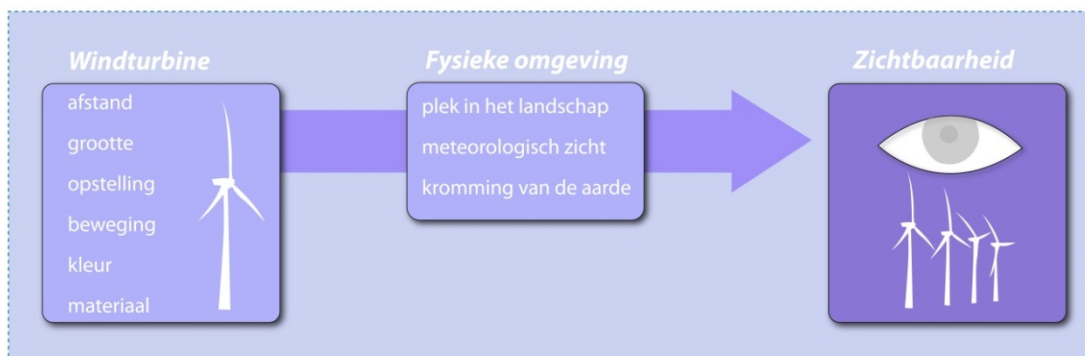 Windturbine
afstand
grootte
opstelling
beweging
kleur
materiaal
Fysieke omgeving
plek in het landschap
meteorologisch zicht
kromming van de aarde
Zichtbaarheid